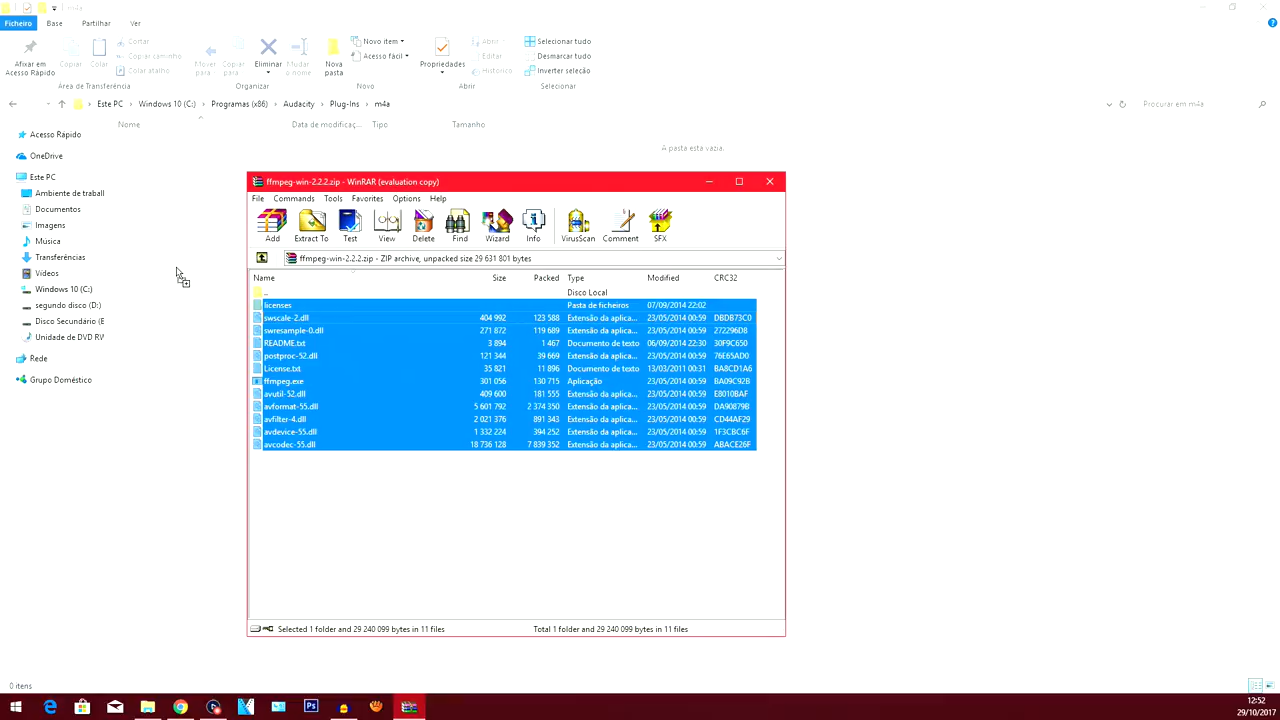 m4a
Ficheiro Base Partilhar Ver
Afixar em Acesso Rápido
Copiar
Colar
Cortar
Copiar caminho
Colar atalho
Área de Transferência
Mover para
Copiar para
Eliminar
Mudar o nome
Organizar
Nova pasta
Novo item
Acesso fácil
Novo
Propriedades
Abrir
Editar
Histórico
Abrir
Selecionar tudo
Desmarcar tudo
Inverter seleção
Selecionar
Este PC > Windows 10 (C:) > Programas (x86) > Audacity > Plug-Ins > m4a
Procurar em m4a
Nome Data de modificaç... Tipo Tamanho
A pasta está vazia.
Acesso Rápido
OneDrive
Este PC
Ambiente de trabal
Documentos
Imagens
Música
Transferências
Vídeos
Windows 10 (C:)
segundo disco (D:)
Disco Secundário (E
Unidade de DVD RV
Rede
Grupo Doméstico
ffmpeg-win-2.2.2.zip - WinRAR (evaluation copy)
File Commands Tools Favorites Options Help
Add Extract To Test View Delete Find Wizard Info VirusScan Comment SFX
ffmpeg-win-2.2.2.zip - ZIP archive, unpacked size 29 631 801 bytes
Name Size Packed Type Modified CRC32
.. Disco Local
licenses Pasta de ficheiros 07/09/2014 22:02
swscale-2.dll 404 992 123 588 Extensão da aplica... 23/05/2014 00:59 DBDB73C0
swresample-0.dll 271 872 119 689 Extensão da aplica... 23/05/2014 00:59 272296D8
README.txt 3 894 1 467 Documento de texto 06/09/2014 22:30 30F9C650
postproc-52.dll 121 344 39 669 Extensão da aplica... 23/05/2014 00:59 76E65AD0
License.txt 35 821 11 896 Documento de texto 13/03/2011 00:31 BA8CD1A6
ffmpeg.exe 301 056 130 715 Aplicação 23/05/2014 00:59 BA09C92B
avutil-52.dll 409 600 181 555 Extensão da aplica... 23/05/2014 00:59 E8010BAF
avformat-55.dll 5 601 792 2 374 350 Extensão da aplica... 23/05/2014 00:59 DA90879B
avfilter-4.dll 2 021 376 891 343 Extensão da aplica... 23/05/2014 00:59 CD44AF29
avdevice-55.dll 1 332 224 394 252 Extensão da aplica... 23/05/2014 00:59 1F3CBC6F
avcodec-55.dll 18 736 128 7 839 352 Extensão da aplica... 23/05/2014 00:59 ABACE26F
Selected 1 folder and 29 240 099 bytes in 11 files Total 1 folder and 29 240 099 bytes in 11 files
0 itens
Ps
12:52
29/10/2017